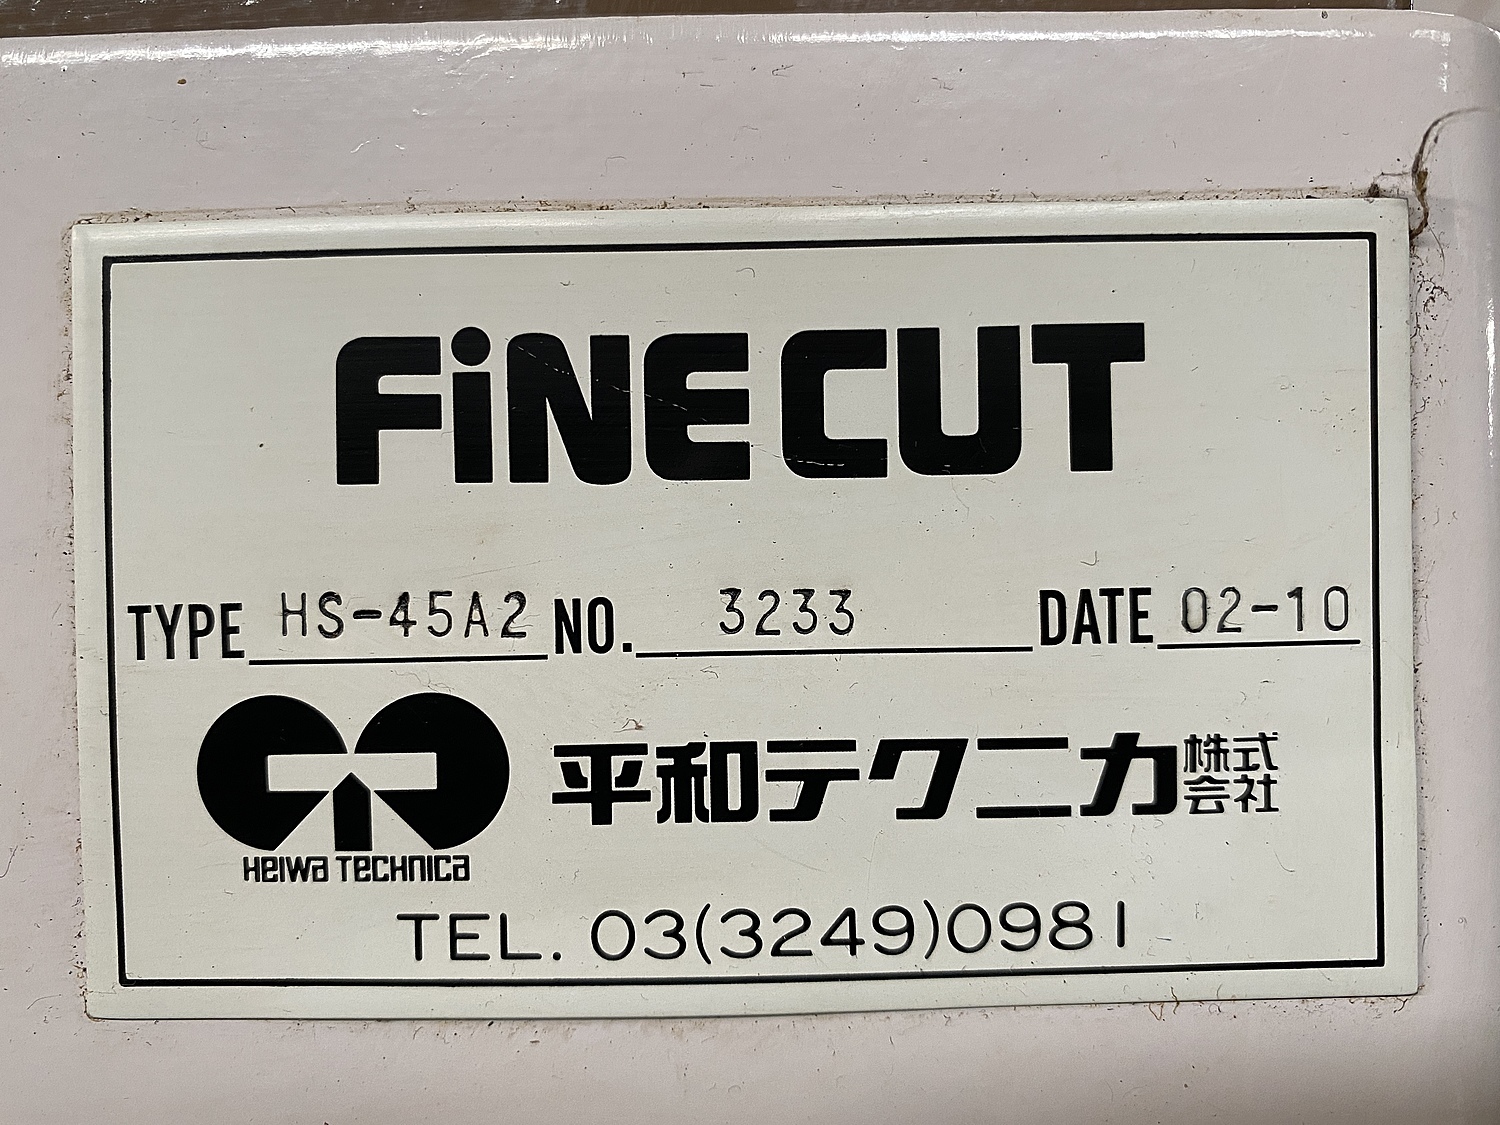 FiNE CUT
TYPE HS-45A2 NO. 3233 DATE 02-10
平和テクニカ株式会社
HEIWA TECHNICA
TEL. 03(3249)0981